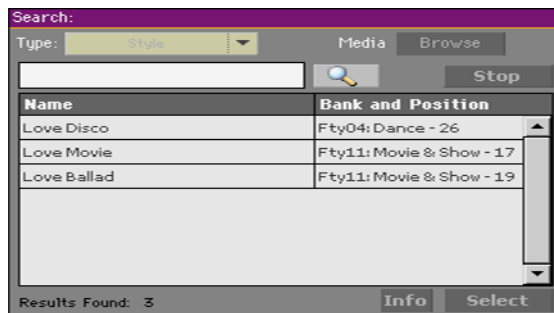 Search:
Type: Style Media Browse
Stop
Name Bank and Position
Love Disco Fty04: Dance - 26
Love Movie Fty11: Movie & Show - 17
Love Ballad Fty11: Movie & Show - 19
Results Found: 3 Info Select